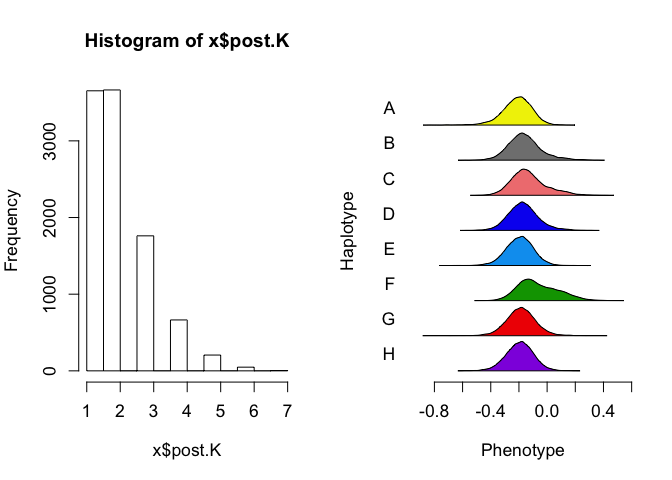 Histogram of x$post.K
Frequency
0
1000
2000
3000
1 2 3 4 5 6 7
x$post.K
Haplotype
A
B
C
D
E
F
G
H
-0.8 -0.4 0.0 0.4
Phenotype